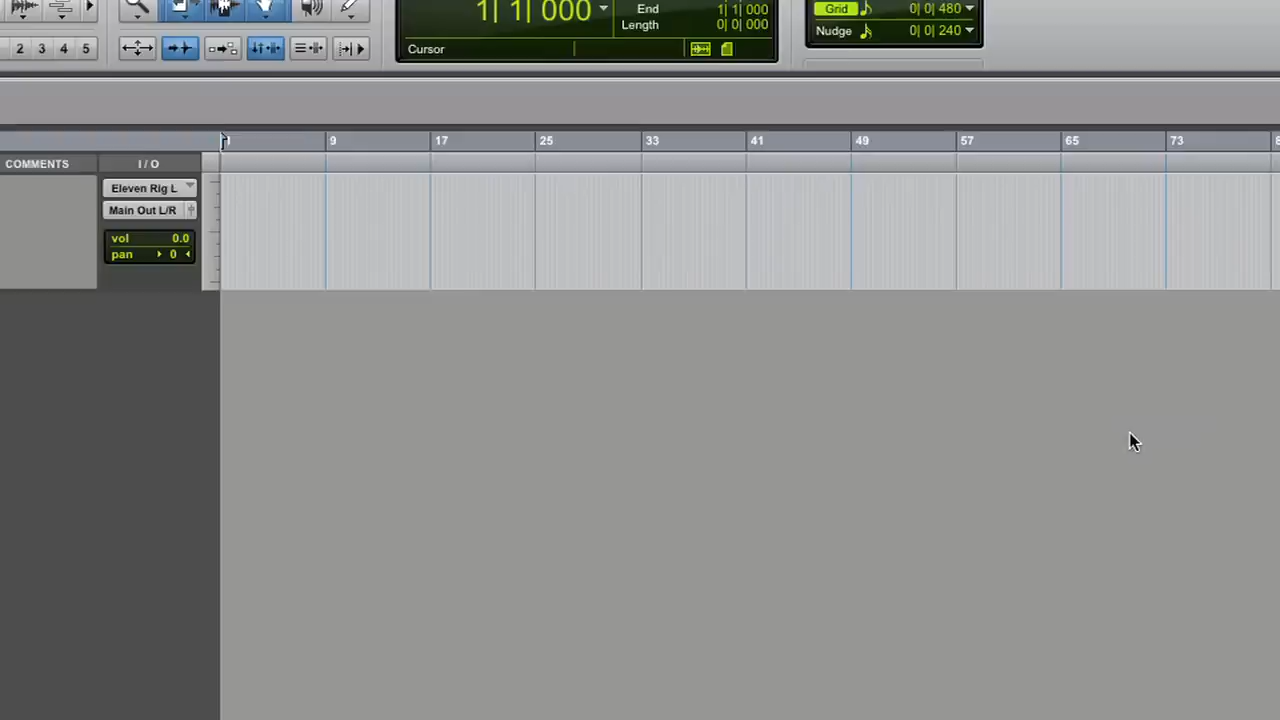 1| 1| 000
End 1| 1| 000
Length 0| 0| 000
Grid 0| 0| 480
2 3 4 5
Cursor
Nudge 0| 0| 240
1 9 17 25 33 41 49 57 65 73
COMMENTS I / O
Eleven Rig L
Main Out L/R
vol 0.0
pan 0